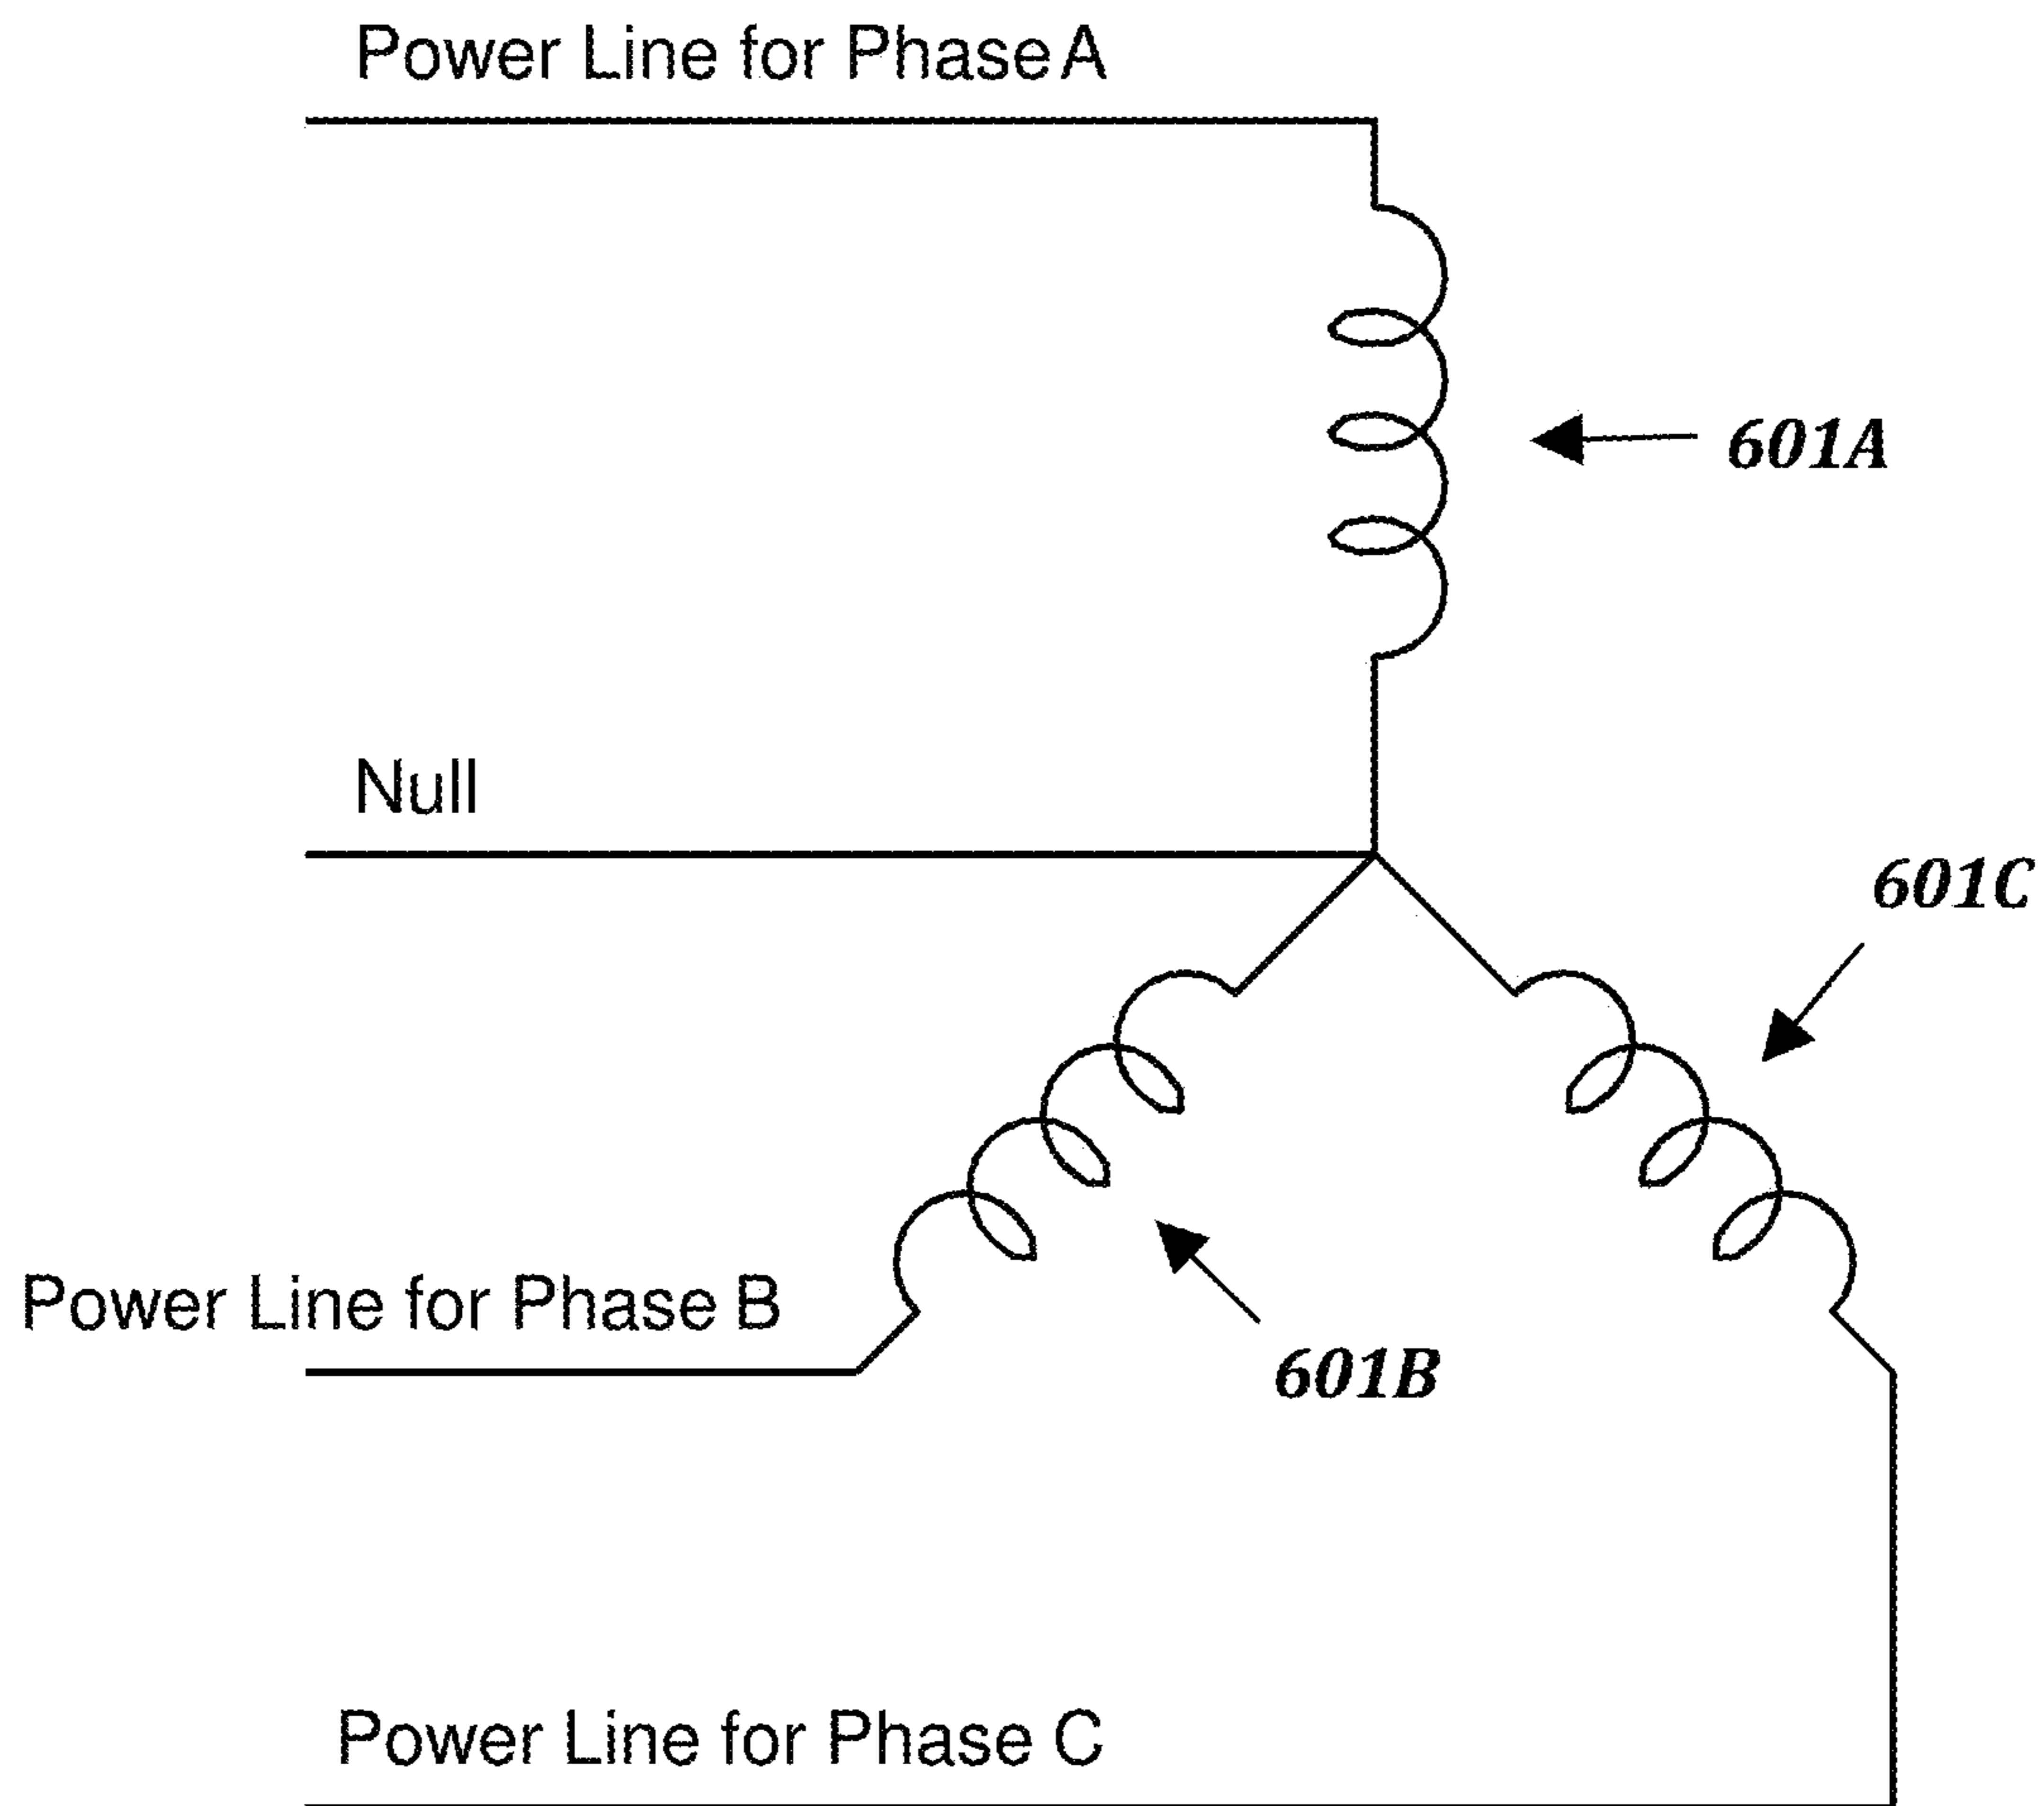 Power Line for Phase A
601A
Null
601C
Power Line for Phase B
601B
Power Line for Phase C